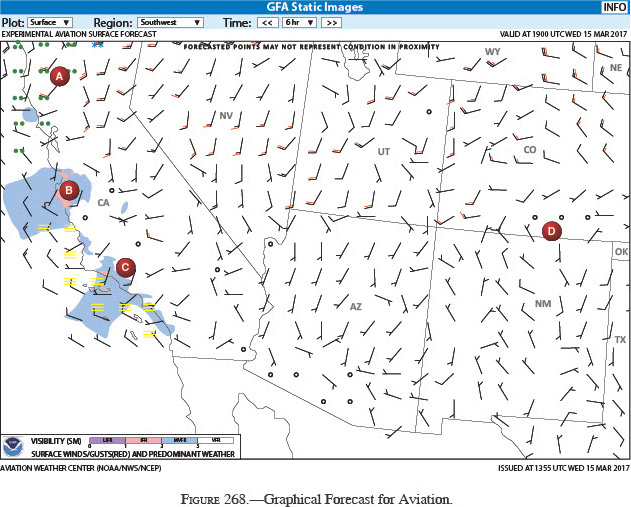 GFA Static Images
INFO
Plot: Surface Region: Southwest Time: << 6 hr >>
EXPERIMENTAL AVIATION SURFACE FORECAST
VALID AT 1900 UTC WED 15 MAR 2017
FORECASTED POINTS MAY NOT REPRESENT CONDITION IN PROXIMITY
WY
NE
A
NV
UT
CO
B
CA
D
C
OK
AZ
NM
TX
VISIBILITY (SM)
LIFR IFR MVFR VFR
0 1 3 5
SURFACE WINDS/GUSTS(RED) AND PREDOMINANT WEATHER
AVIATION WEATHER CENTER (NOAA/NWS/NCEP)
ISSUED AT 1355 UTC WED 15 MAR 2017
FIGURE 268.—Graphical Forecast for Aviation.